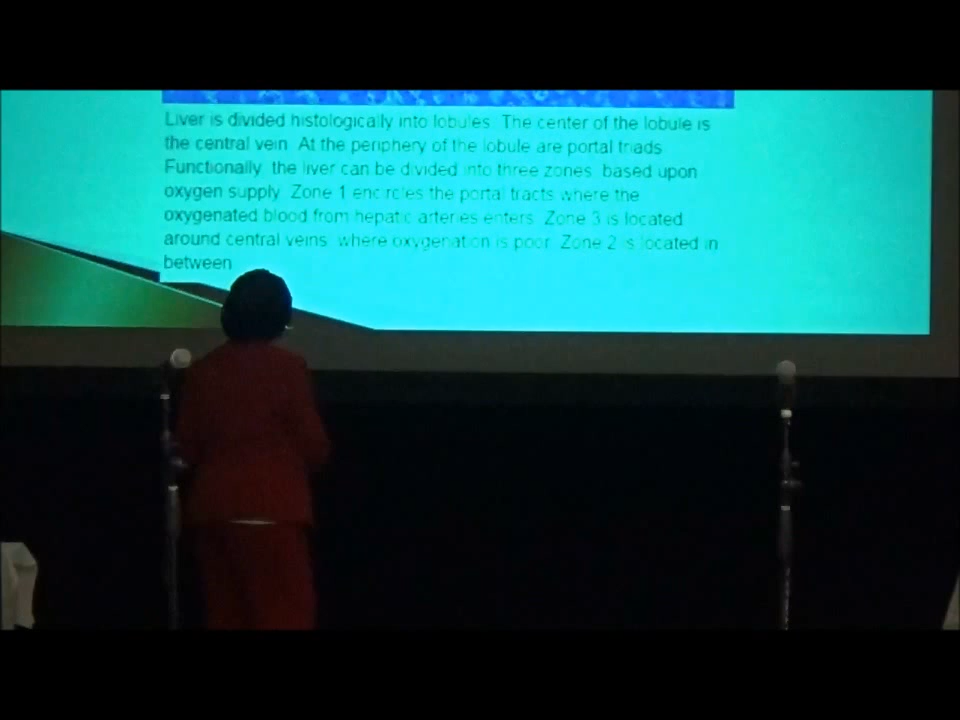 Liver is divided histologically into lobules. The center of the lobule is
the central vein. At the periphery of the lobule are portal triads.
Functionally, the liver can be divided into three zones, based upon
oxygen supply. Zone 1 encircles the portal tracts where the
oxygenated blood from hepatic arteries enters. Zone 3 is located
around central veins, where oxygenation is poor. Zone 2 is located in
between.